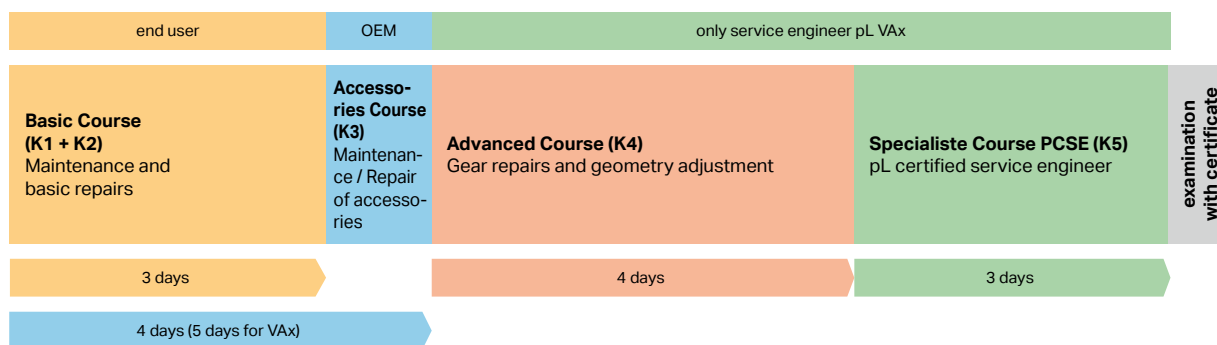 end user
OEM
only service engineer pL VAx
Basic Course
(K1 + K2)
Maintenance and
basic repairs
Accesso-
ries Course
(K3)
Maintenan-
ce / Repair
of accesso-
ries
Advanced Course (K4)
Gear repairs and geometry adjustment
Specialiste Course PCSE (K5)
pL certified service engineer
examination
with certificate
3 days
4 days
3 days
4 days (5 days for VAx)